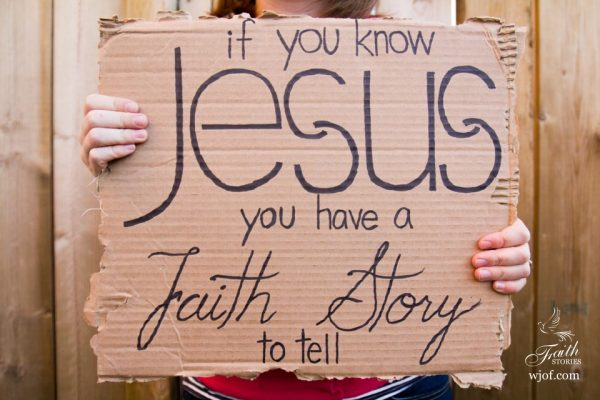 if you know
Jesus
you have a
Faith Story
to tell
Faith
STORIES
wjof.com